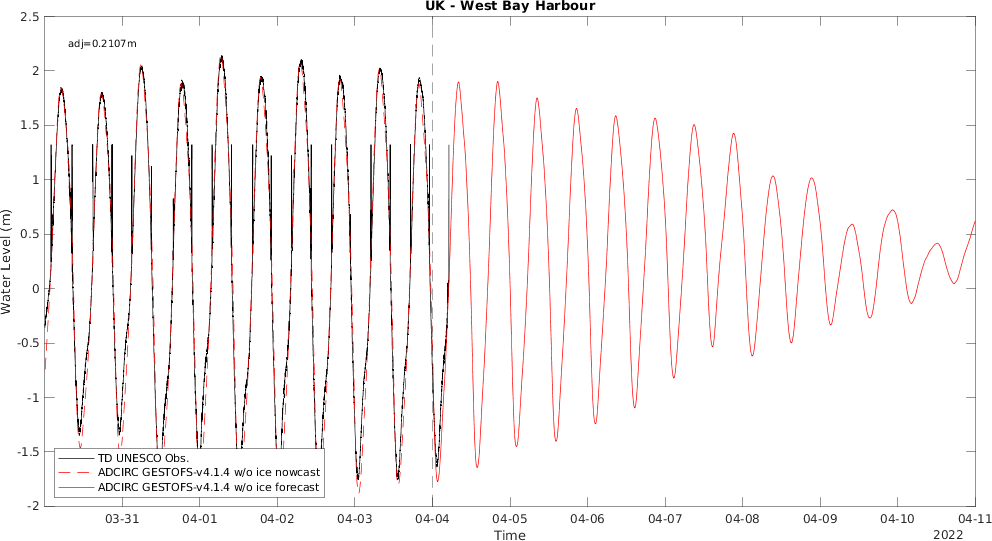 UK - West Bay Harbour
adj=0.2107m
2.5
2
1.5
1
0.5
0
-0.5
-1
-1.5
-2
Water Level (m)
TD UNESCO Obs.
ADCIRC GESTOFS-v4.1.4 w/o ice nowcast
ADCIRC GESTOFS-v4.1.4 w/o ice forecast
03-31 04-01 04-02 04-03 04-04 04-05 04-06 04-07 04-08 04-09 04-10 04-11
Time
2022